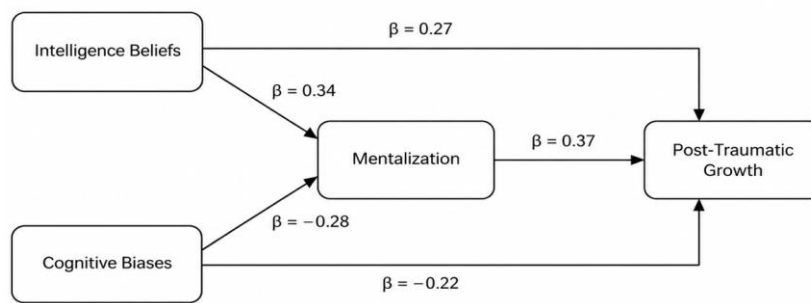 β = 0.27
Intelligence Beliefs
β = 0.34
Mentalization
β = 0.37
Post-Traumatic
Growth
β = −0.28
Cognitive Biases
β = −0.22